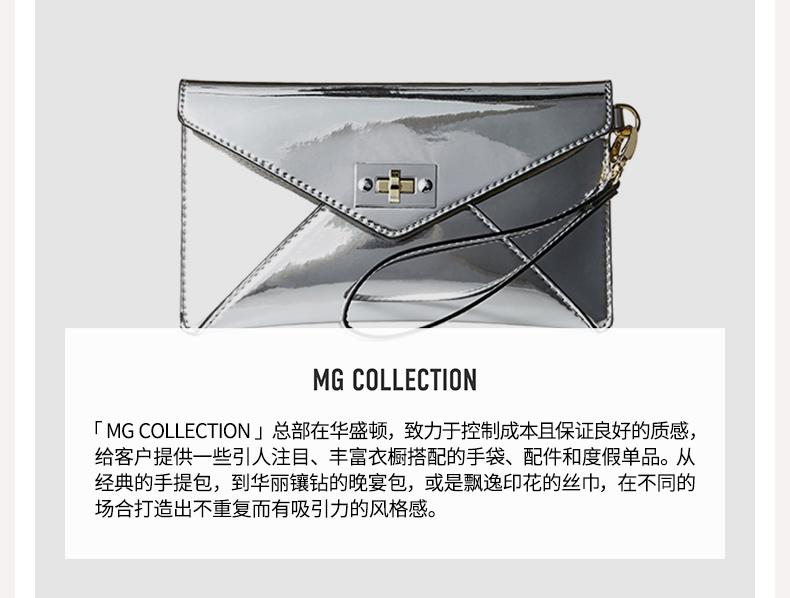 MG COLLECTION
「 MG COLLECTION 」总部在华盛顿，致力于控制成本且保证良好的质感，
给客户提供一些引人注目、丰富衣橱搭配的手袋、配件和度假单品。从
经典的手提包，到华丽镶钻的晚宴包，或是飘逸印花的丝巾，在不同的
场合打造出不重复而有吸引力的风格感。